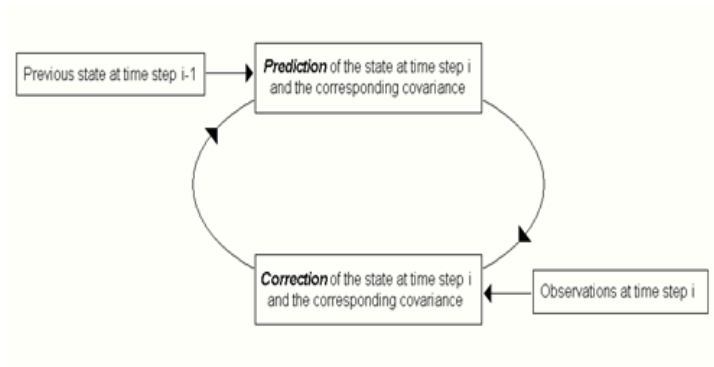 Previous state at time step i-1
Prediction of the state at time step i
and the corresponding covariance
Correction of the state at time step i
and the corresponding covariance
Observations at time step i